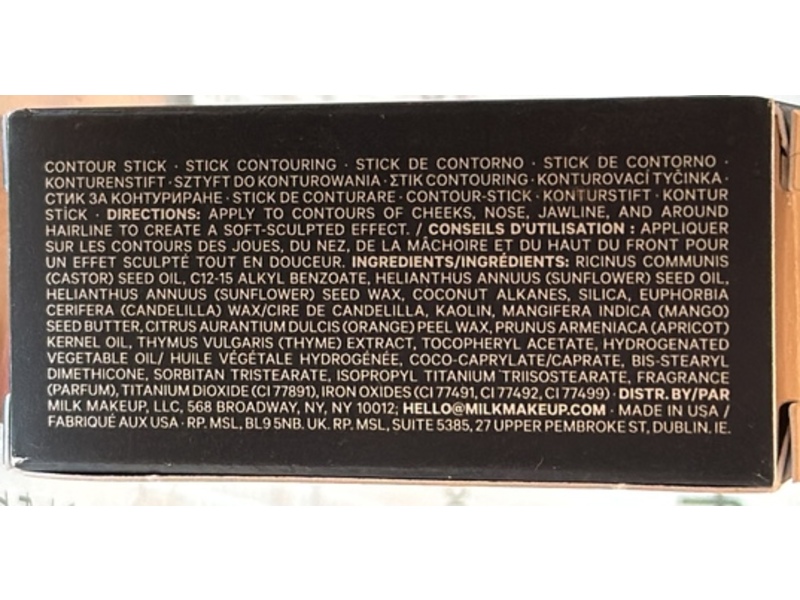 CONTOUR STICK · STICK CONTOURING · STICK DE CONTORNO · STICK DE CONTORNO ·
KONTURENSTIFT · SZTYFT DO KONTUROWANIA · ΣΤΙΚ CONTOURING · KONTUROVACÍ TYČINKA ·
СТИК ЗА КОНТУРИРАНЕ · STICK DE CONTURARE · CONTOUR-STICK · KONTURSTIFT · KONTUR
STICK · DIRECTIONS: APPLY TO CONTOURS OF CHEEKS, NOSE, JAWLINE, AND AROUND
HAIRLINE TO CREATE A SOFT-SCULPTED EFFECT. / CONSEILS D'UTILISATION : APPLIQUER
SUR LES CONTOURS DES JOUES, DU NEZ, DE LA MÂCHOIRE ET DU HAUT DU FRONT POUR
UN EFFET SCULPTÉ TOUT EN DOUCEUR. INGREDIENTS/INGRÉDIENTS: RICINUS COMMUNIS
(CASTOR) SEED OIL, C12-15 ALKYL BENZOATE, HELIANTHUS ANNUUS (SUNFLOWER) SEED OIL,
HELIANTHUS ANNUUS (SUNFLOWER) SEED WAX, COCONUT ALKANES, SILICA, EUPHORBIA
CERIFERA (CANDELILLA) WAX/CIRE DE CANDELILLA, KAOLIN, MANGIFERA INDICA (MANGO)
SEED BUTTER, CITRUS AURANTIUM DULCIS (ORANGE) PEEL WAX, PRUNUS ARMENIACA (APRICOT)
KERNEL OIL, THYMUS VULGARIS (THYME) EXTRACT, TOCOPHERYL ACETATE, HYDROGENATED
VEGETABLE OIL/ HUILE VÉGÉTALE HYDROGÉNÉE, COCO-CAPRYLATE/CAPRATE, BIS-STEARYL
DIMETHICONE, SORBITAN TRISTEARATE, ISOPROPYL TITANIUM TRIISOSTEARATE, FRAGRANCE
(PARFUM), TITANIUM DIOXIDE (CI 77891), IRON OXIDES (CI 77491, CI 77492, CI 77499) · DISTR. BY/PAR
MILK MAKEUP, LLC, 568 BROADWAY, NY, NY 10012; HELLO@MILKMAKEUP.COM · MADE IN USA /
FABRIQUÉ AUX USA · RP. MSL, BL9 5NB. UK. RP. MSL, SUITE 5385, 27 UPPER PEMBROKE ST, DUBLIN. IE.